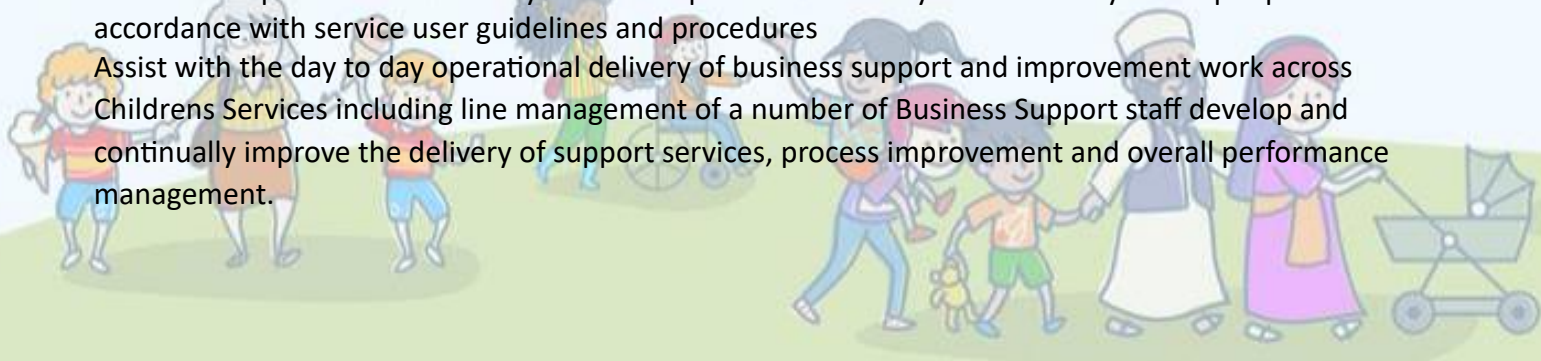 accordance with service user guidelines and procedures
Assist with the day to day operational delivery of business support and improvement work across
Childrens Services including line management of a number of Business Support staff develop and
continually improve the delivery of support services, process improvement and overall performance
management.